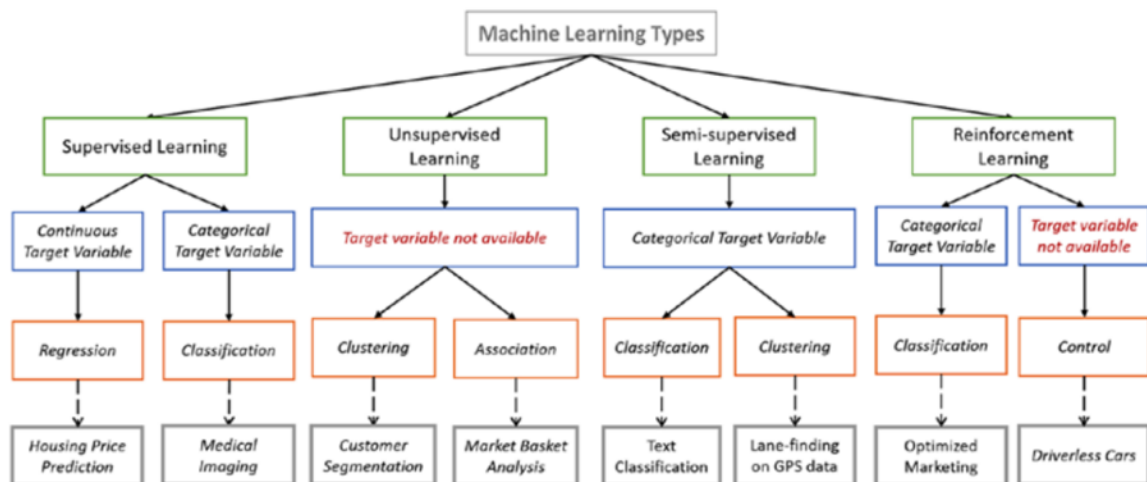 Machine Learning Types
Supervised Learning
Unsupervised
Learning
Semi-supervised
Learning
Reinforcement
Learning
Continuous
Target Variable
Categorical
Target Variable
Target variable not available
Categorical Target Variable
Categorical
Target Variable
Target variable
not available
Regression
Classification
Clustering
Association
Classification
Clustering
Classification
Control
Housing Price
Prediction
Medical
Imaging
Customer
Segmentation
Market Basket
Analysis
Text
Classification
Lane-finding
on GPS data
Optimized
Marketing
Driverless Cars